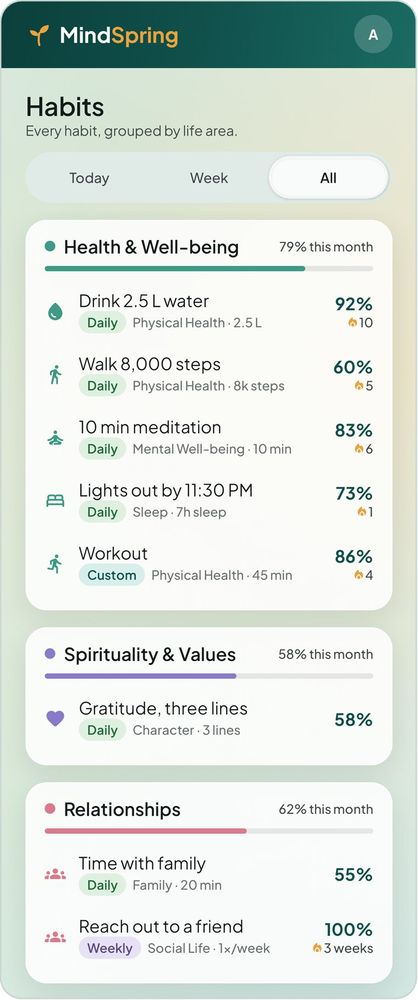 MindSpring
A
Habits
Every habit, grouped by life area.
Today Week All
Health & Well-being 79% this month
Drink 2.5 L water 92%
Daily Physical Health · 2.5 L 10
Walk 8,000 steps 60%
Daily Physical Health · 8k steps 5
10 min meditation 83%
Daily Mental Well-being · 10 min 6
Lights out by 11:30 PM 73%
Daily Sleep · 7h sleep 1
Workout 86%
Custom Physical Health · 45 min 4
Spirituality & Values 58% this month
Gratitude, three lines 58%
Daily Character · 3 lines
Relationships 62% this month
Time with family 55%
Daily Family · 20 min
Reach out to a friend 100%
Weekly Social Life · 1×/week 3 weeks